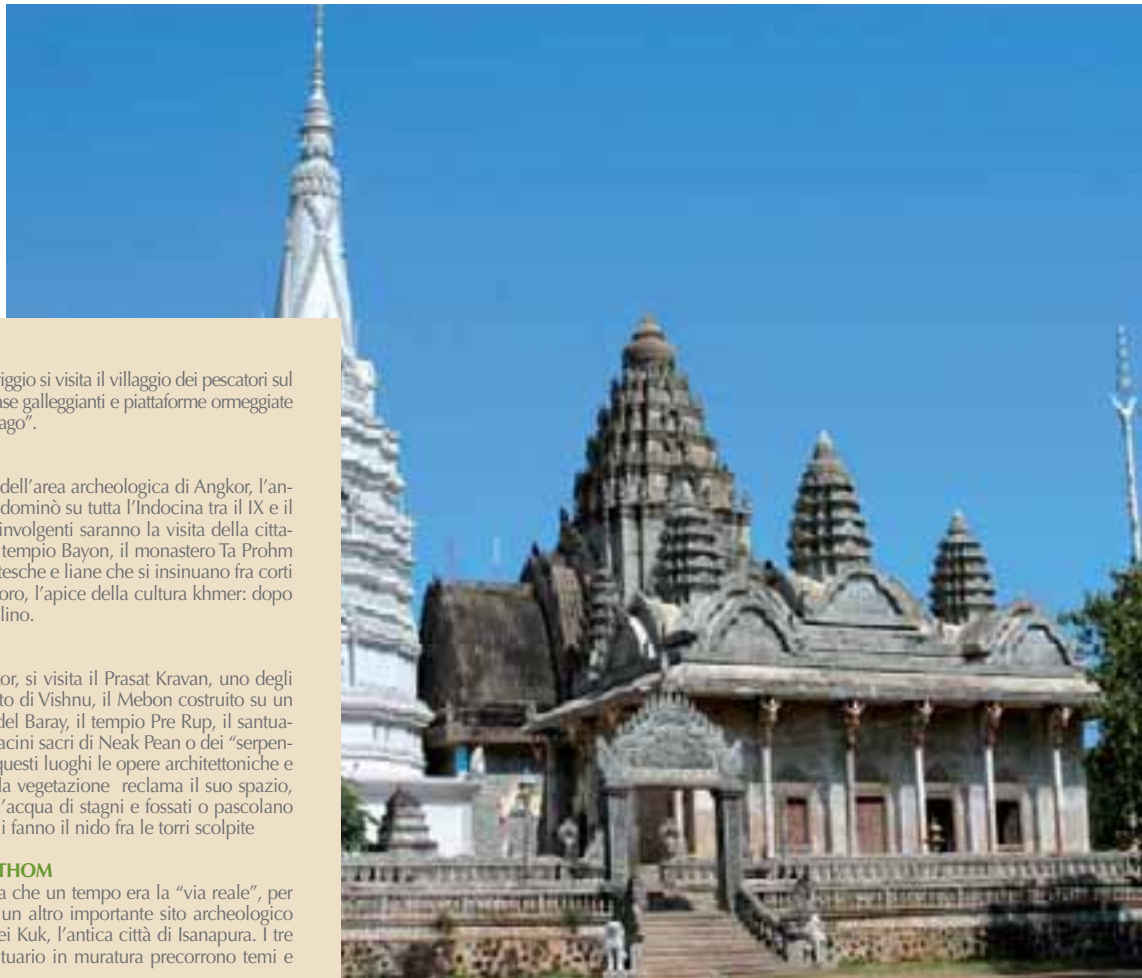 riggio si visita il villaggio dei pescatori sul
ase galleggianti e piattaforme ormeggiate
ago”.
dell’area archeologica di Angkor, l’an-
dominò su tutta l’Indocina tra il IX e il
involgenti saranno la visita della citta-
tempio Bayon, il monastero Ta Prohm
tesche e liane che si insinuano fra corti
oro, l’apice della cultura khmer: dopo
llino.
or, si visita il Prasat Kravan, uno degli
to di Vishnu, il Mebon costruito su un
del Baray, il tempio Pre Rup, il santua-
acini sacri di Neak Pean o dei “serpen-
questi luoghi le opere architettoniche e
la vegetazione reclama il suo spazio,
l’acqua di stagni e fossati o pascolano
i fanno il nido fra le torri scolpite
THOM
a che un tempo era la “via reale”, per
un altro importante sito archeologico
ei Kuk, l’antica città di Isanapura. I tre
tuario in muratura precorrono temi e